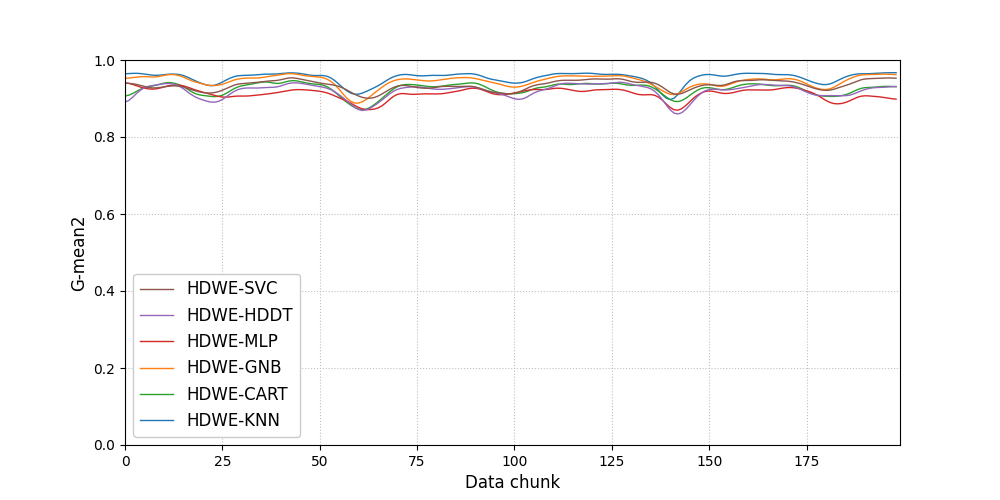 1.0
0.8
0.6
0.4
0.2
0.0
G-mean2
HDWE-SVC
HDWE-HDDT
HDWE-MLP
HDWE-GNB
HDWE-CART
HDWE-KNN
0 25 50 75 100 125 150 175
Data chunk